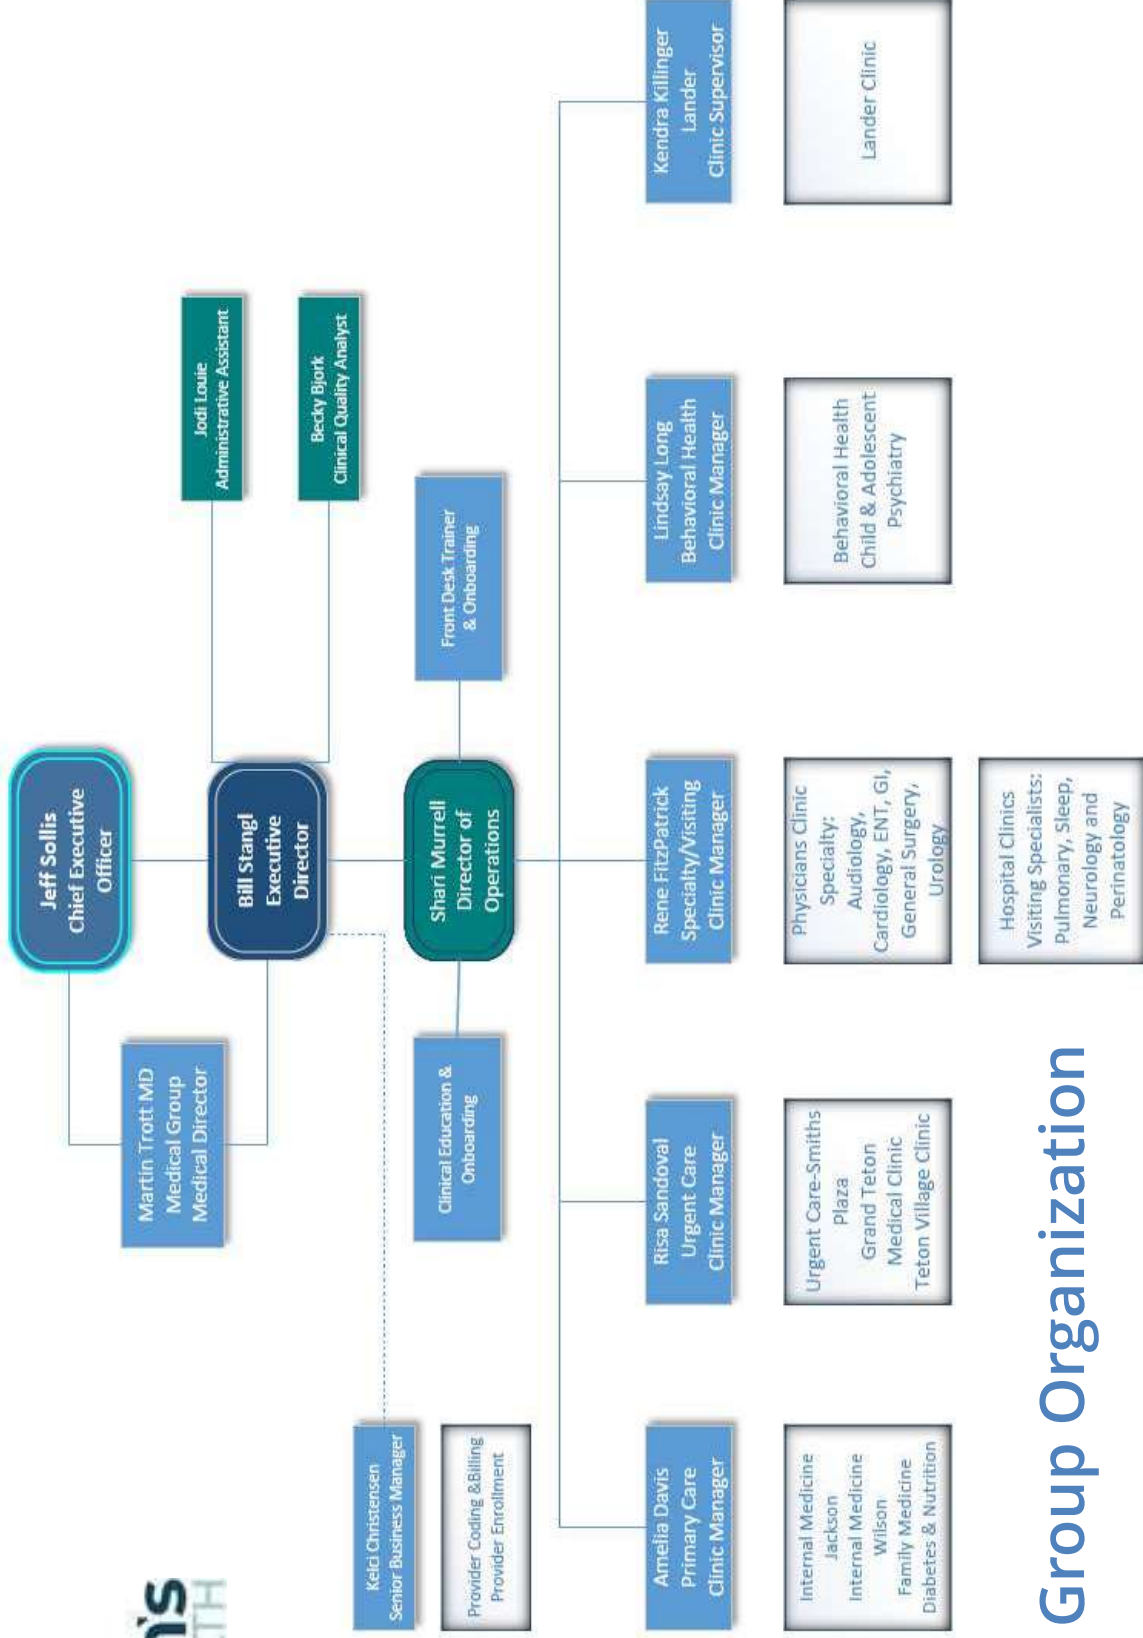 Jeff Sollis
Chief Executive
Officer
Martin Trott MD
Medical Group
Medical Director
Bill Stangl
Executive
Director
Jodi Louie
Administrative Assistant
Becky Bjork
Clinical Quality Analyst
Kelci Christensen
Senior Business Manager
Provider Coding &Billing
Provider Enrollment
Clinical Education &
Onboarding
Shari Murrell
Director of
Operations
Front Desk Trainer
& Onboarding
Amelia Davis
Primary Care
Clinic Manager
Internal Medicine
Jackson
Internal Medicine
Wilson
Family Medicine
Diabetes & Nutrition
Risa Sandoval
Urgent Care
Clinic Manager
Urgent Care-Smiths
Plaza
Grand Teton
Medical Clinic
Teton Village Clinic
Rene FitzPatrick
Specialty/Visiting
Clinic Manager
Physicians Clinic
Specialty:
Audiology,
Cardiology, ENT, GI,
General Surgery,
Urology
Hospital Clinics
Visiting Specialists:
Pulmonary, Sleep,
Neurology and
Perinatology
Lindsay Long
Behavioral Health
Clinic Manager
Behavioral Health
Child & Adolescent
Psychiatry
Kendra Killinger
Lander
Clinic Supervisor
Lander Clinic
Group Organization